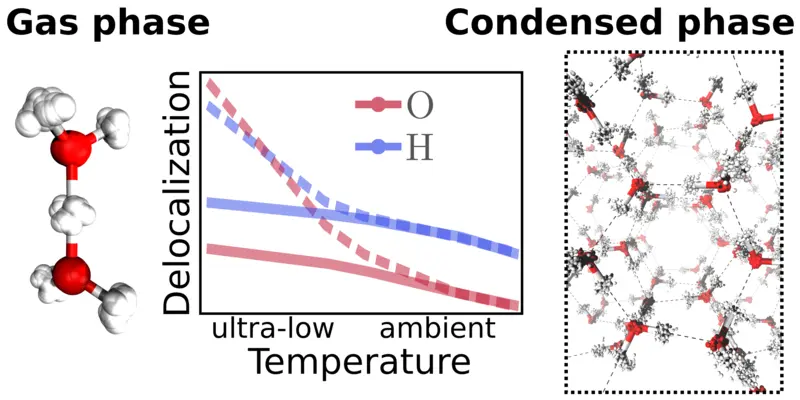 Gas phase
Condensed phase
Delocalization
O
H
ultra-low
ambient
Temperature